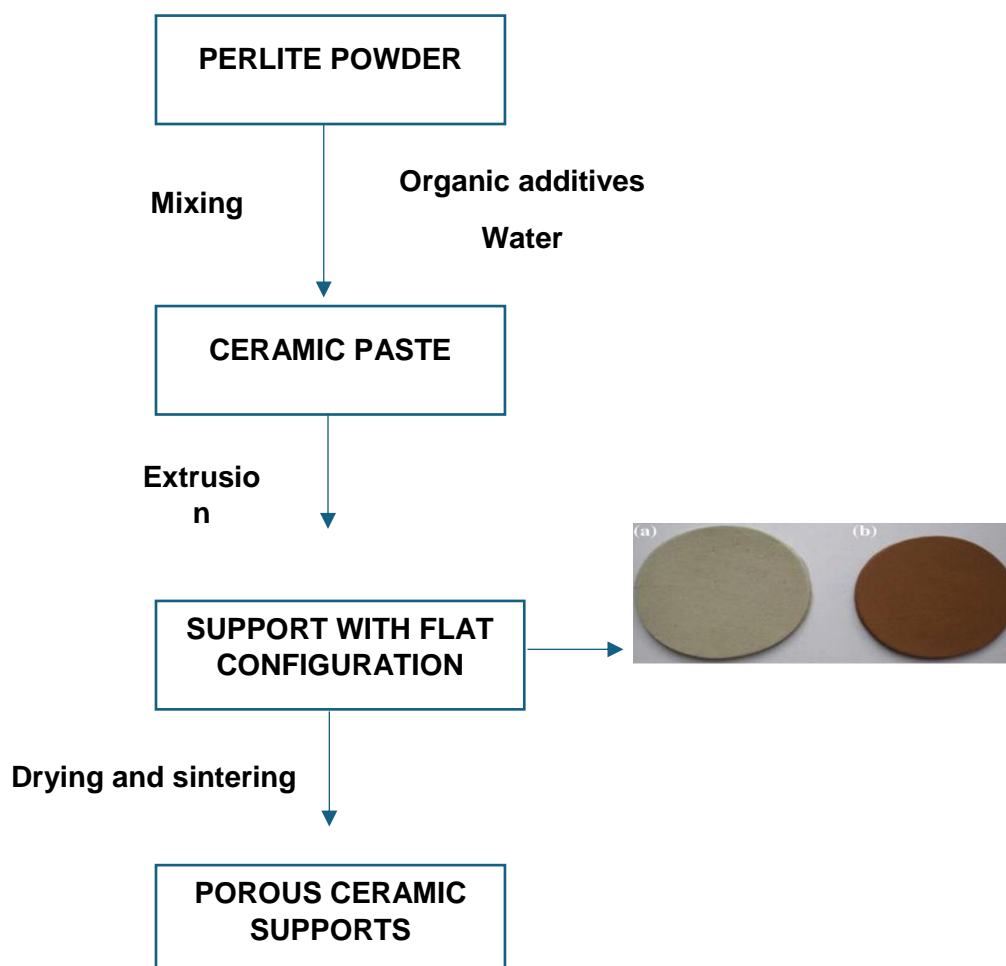 PERLITE POWDER
Mixing
Organic additives
Water
CERAMIC PASTE
Extrusio
n
(a)
(b)
SUPPORT WITH FLAT
CONFIGURATION
Drying and sintering
POROUS CERAMIC
SUPPORTS